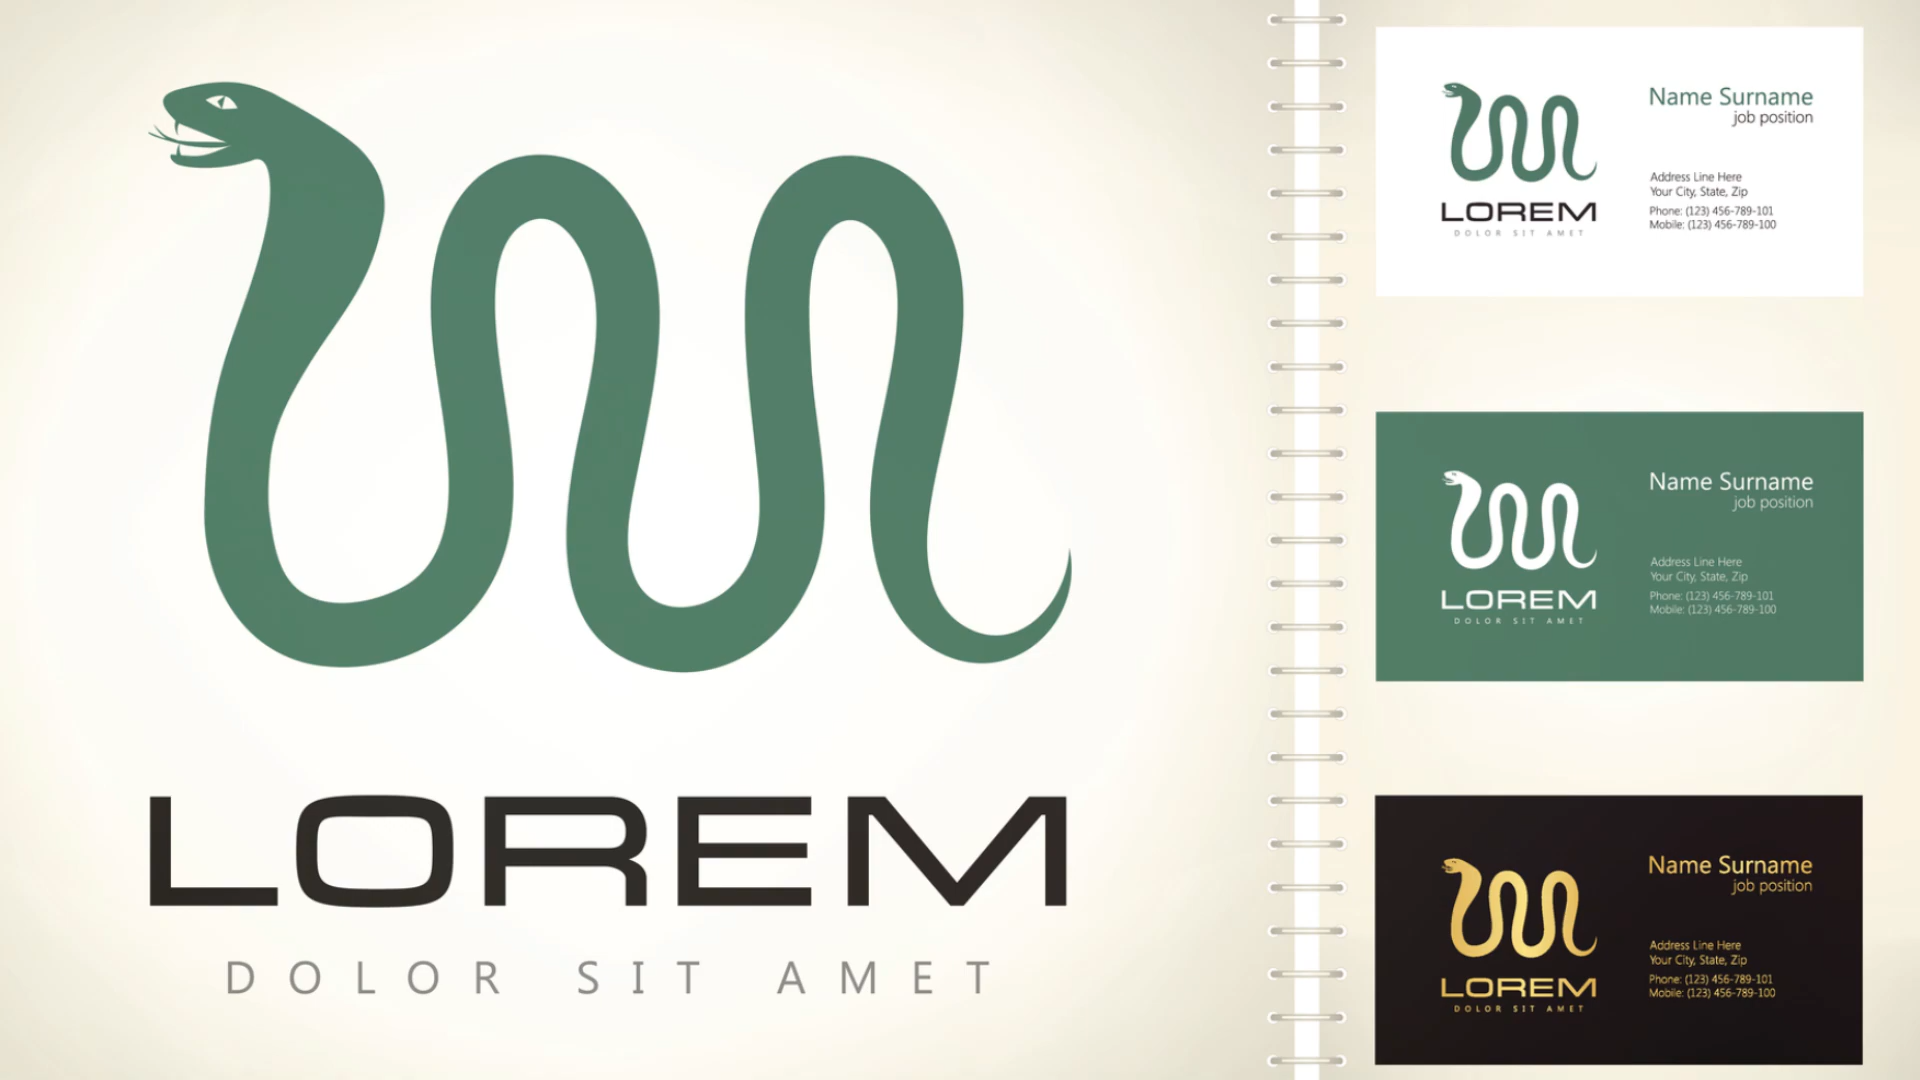 LOREM
DOLOR SIT AMET
LOREM
DOLOR SIT AMET
Name Surname
job position
Address Line Here
Your City, State, Zip
Phone: (123) 456-789-101
Mobile: (123) 456-789-100
LOREM
DOLOR SIT AMET
Name Surname
job position
Address Line Here
Your City, State, Zip
Phone: (123) 456-789-101
Mobile: (123) 456-789-100
LOREM
DOLOR SIT AMET
Name Surname
job position
Address Line Here
Your City, State, Zip
Phone: (123) 456-789-101
Mobile: (123) 456-789-100